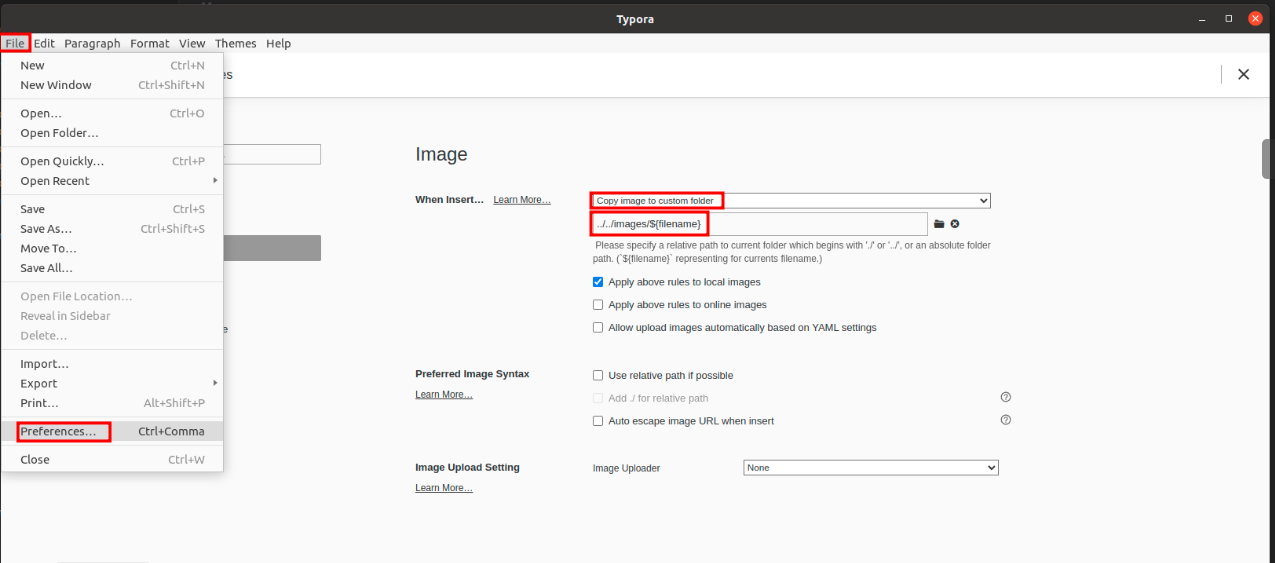 Typora
File Edit Paragraph Format View Themes Help
New Ctrl+N
New Window Ctrl+Shift+N
Open… Ctrl+O
Open Folder…
Open Quickly… Ctrl+P
Open Recent
Save Ctrl+S
Save As… Ctrl+Shift+S
Move To…
Save All…
Open File Location…
Reveal in Sidebar
Delete…
Import…
Export
Print… Alt+Shift+P
Preferences… Ctrl+Comma
Close Ctrl+W
es
e
Image
When Insert… Learn More…
Copy image to custom folder
../../images/${filename}
Please specify a relative path to current folder which begins with './' or '../', or an absolute folder
path. (`${filename}` representing for currents filename.)
Apply above rules to local images
Apply above rules to online images
Allow upload images automatically based on YAML settings
Preferred Image Syntax
Learn More…
Use relative path if possible
Add ./ for relative path
Auto escape image URL when insert
Image Upload Setting
Learn More…
Image Uploader
None